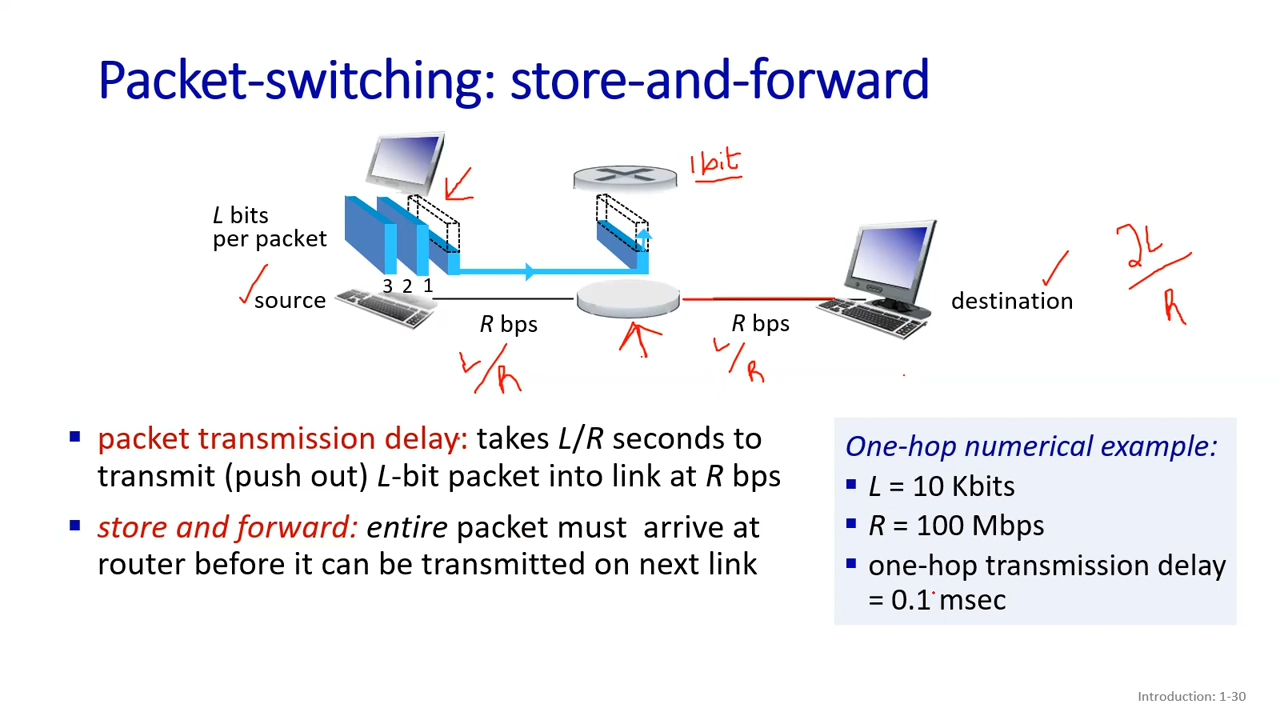 Packet-switching: store-and-forward
1bit
L bits
per packet
3 2 1
source
R bps
R bps
destination
L/R
L/R
2L
R
packet transmission delay: takes L/R seconds to
transmit (push out) L-bit packet into link at R bps
store and forward: entire packet must arrive at
router before it can be transmitted on next link
One-hop numerical example:
L = 10 Kbits
R = 100 Mbps
one-hop transmission delay
= 0.1 msec
Introduction: 1-30